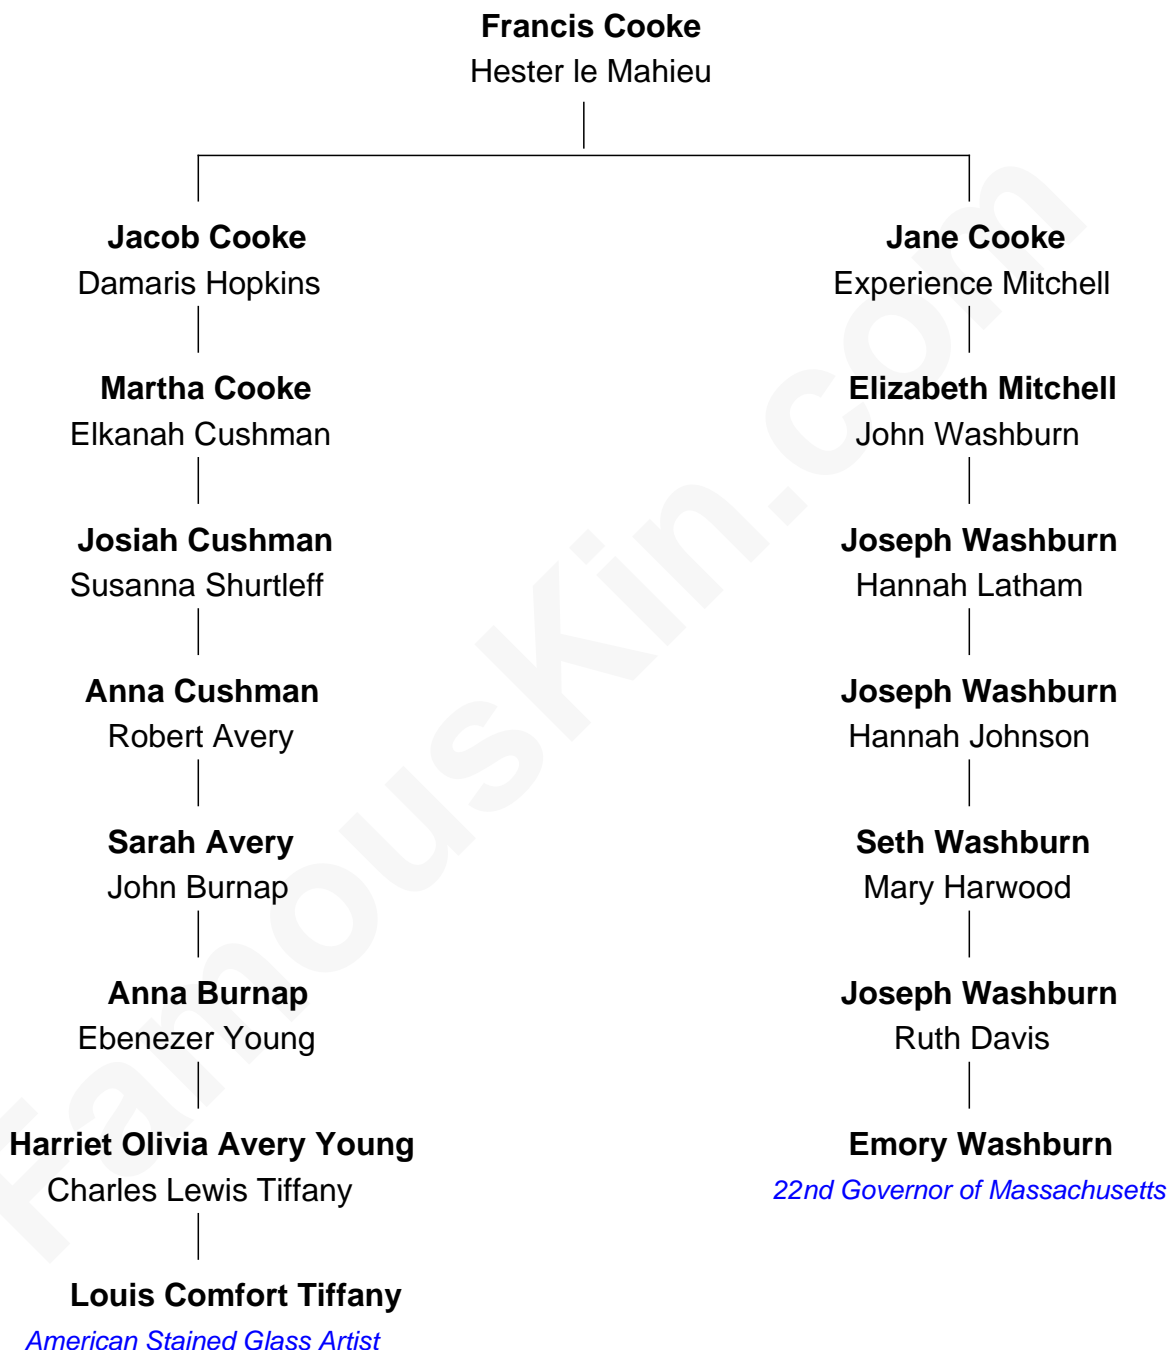 Francis Cooke
Hester le Mahieu
Jacob Cooke
Damaris Hopkins
Martha Cooke
Elkanah Cushman
Josiah Cushman
Susanna Shurtleff
Anna Cushman
Robert Avery
Sarah Avery
John Burnap
Anna Burnap
Ebenezer Young
Harriet Olivia Avery Young
Charles Lewis Tiffany
Louis Comfort Tiffany
American Stained Glass Artist
Jane Cooke
Experience Mitchell
Elizabeth Mitchell
John Washburn
Joseph Washburn
Hannah Latham
Joseph Washburn
Hannah Johnson
Seth Washburn
Mary Harwood
Joseph Washburn
Ruth Davis
Emory Washburn
22nd Governor of Massachusetts
FamousKin.com